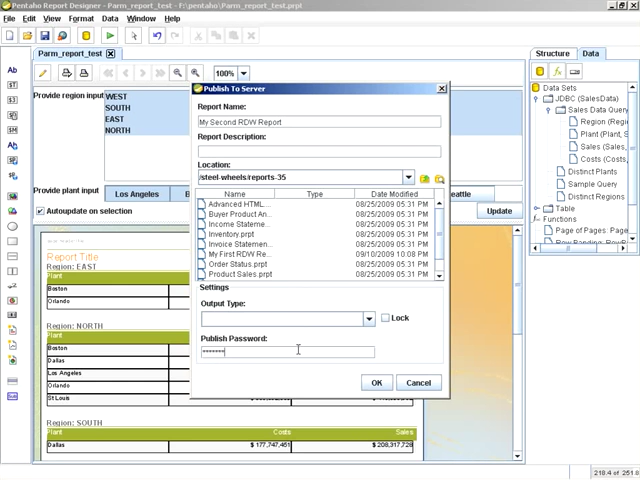 Pentaho Report Designer - Parm_report_test - F:\pentaho\Parm_report_test.prpt
File Edit View Format Data Window Help
Parm_report_test
100%
Structure Data
Provide region input
WEST
SOUTH
EAST
NORTH
Provide plant input
Los Angeles
Autoupdate on selection
Update
Report Title
Region: EAST
Plant
Boston
Orlando
Region: NORTH
Plant
Boston
Dallas
Los Angeles
Orlando
St Louis
Region: SOUTH
Plant Costs Sales
Dallas $ 177,747,451 $ 208,317,728
Publish To Server
Report Name:
My Second RDW Report
Report Description:
Location:
/steel-wheels/reports-35
Name Type Date Modified
Advanced HTML... 08/25/2009 05:31 PM
Buyer Product An... 08/25/2009 05:31 PM
Income Stateme... 08/25/2009 05:31 PM
Inventory.prpt 08/25/2009 05:31 PM
Invoice Statemen... 08/25/2009 05:31 PM
My First RDW Re... 09/10/2009 10:08 PM
Order Status.prpt 08/25/2009 05:31 PM
Product Sales.prpt 08/25/2009 05:31 PM
Settings
Output Type:
Lock
Publish Password:
*******
OK Cancel
Data Sets
JDBC (SalesData)
Sales Data Query
Region (Regi
Plant (Plant, S
Sales (Sales,
Costs (Costs,
Distinct Plants
Sample Query
Distinct Regions
Table
Functions
Page of Pages: Page